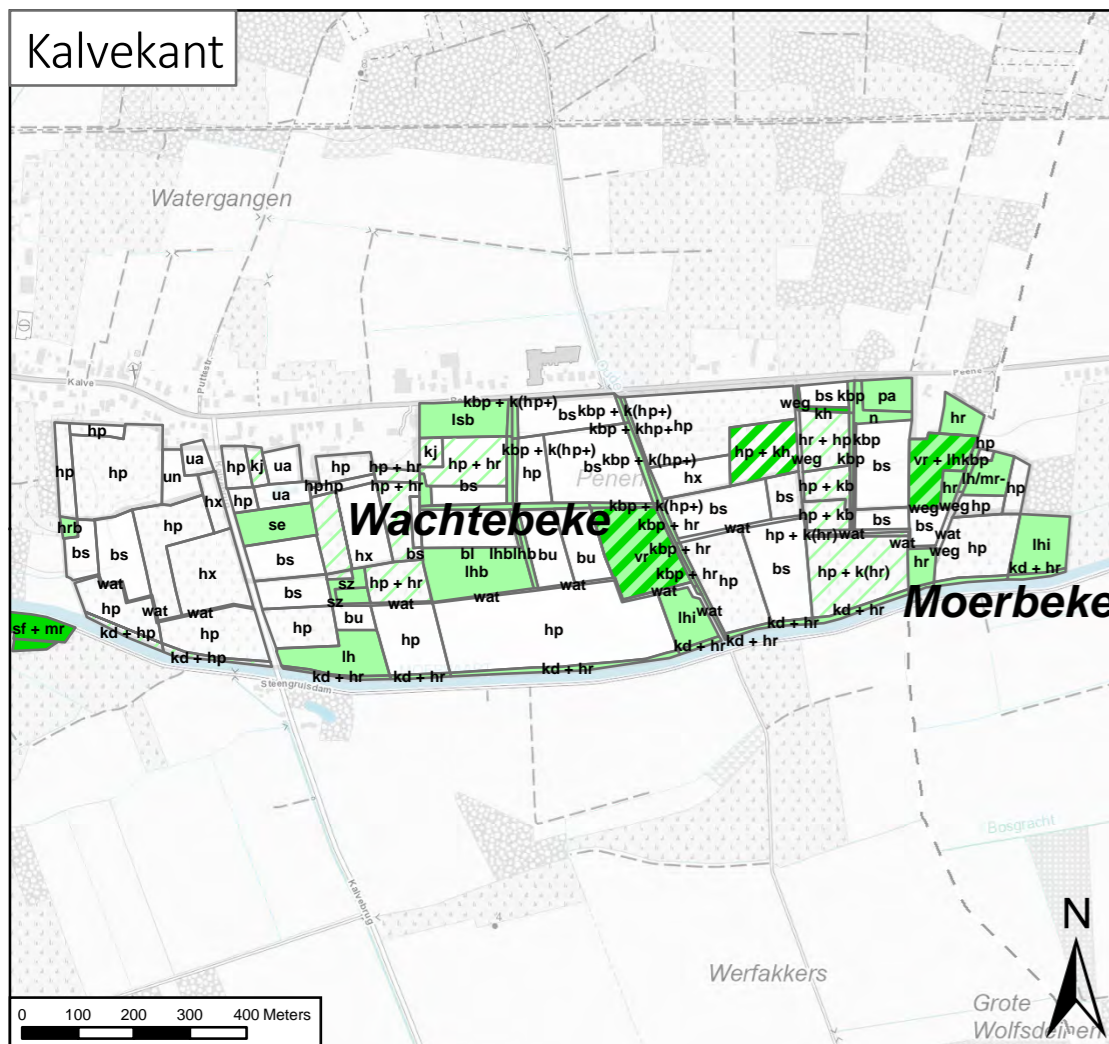 Kalvekant
Watergangen
Puttestr.
Kalve
kbp + k(hp+)
bs
kbp + k(hp+)
kbp + khp+
hp
weg
bs
kbp
kh
pa
n
lsb
hr
hp
hp
hp
un
ua
hp
kj
ua
hp
hp + hr
kj
hp + hr
kbp + k(hp+)
hp
bs
kbp + k(hp+)
Penen
hx
hp + kh
hr + hp
weg
kbp
kbp
bs
vr + lhkbp
hp
hr
lh/mr-
hp
hp
hx
hp
ua
hphp
hp + hr
bs
hp + kb
hp + kb
weg
weg
hrb
bs
bs
hp
se
Wachtebeke
kbp + k(hp+)
kbp + hr
bs
bs
wat
hp + k(hr)
wat
bs
bs
wat
wat
weg
hp
lhi
hx
bs
hx
bs
bl
lhblhb
lhb
bu
bu
vr
kbp + hr
kbp + hr
hp
bs
hp + k(hr)
hr
kd + hr
wat
hp
wat
wat
bs
sz
sz
hp + hr
wat
wat
wat
wat
lhi
wat
Moerbeke
sf + mr
kd + hp
hp
kd + hp
hp
bu
lh
hp
hp
kd + hr
kd + hr
kd + hr
kd + hr
kd + hr
kd + hr
Steengruisdam
Kalvebrug
Bosgracht
4
Werfakkers
Grote
Wolfsdeinen
N
0 100 200 300 400 Meters